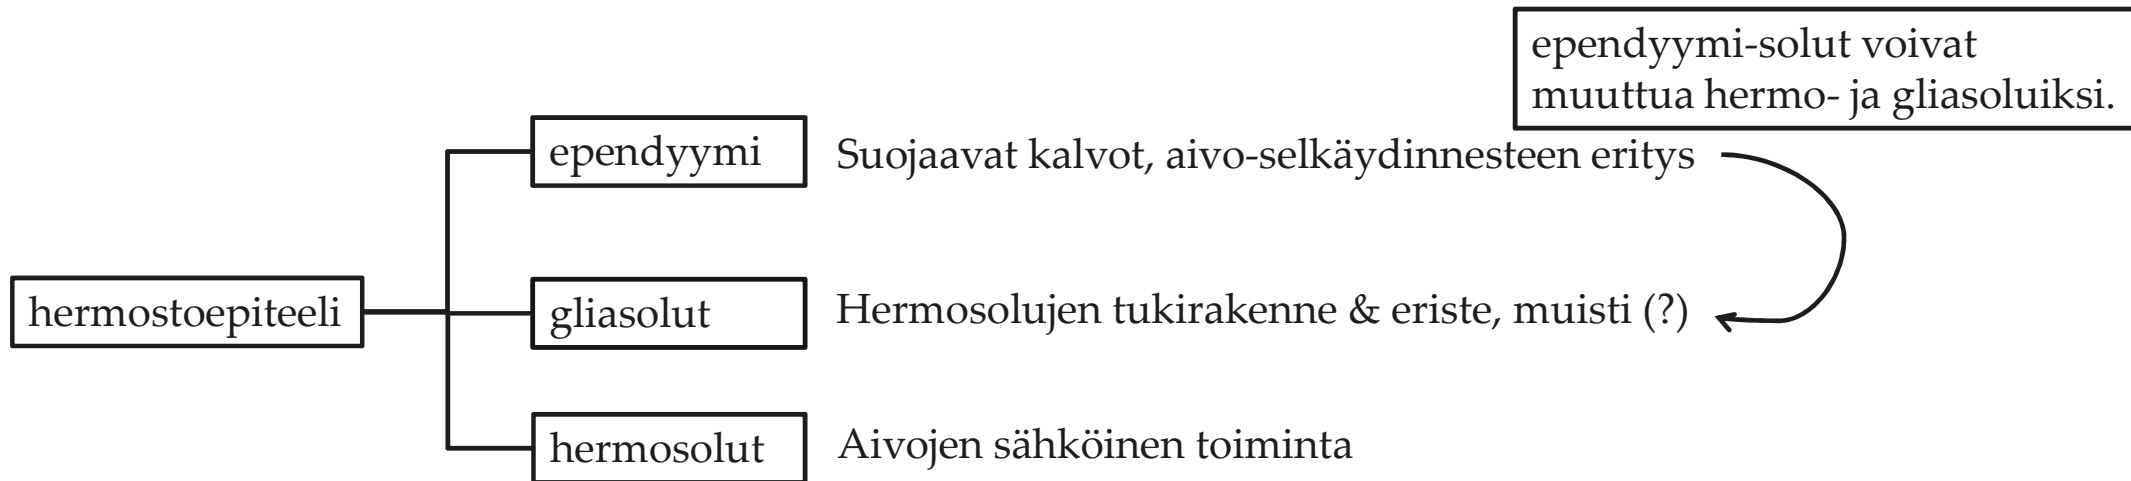 ependyymi-solut voivat
muuttua hermo- ja gliasoluiksi.
ependyymi
Suojaavat kalvot, aivo-selkäydinnesteen eritys
hermostoepiteeli
gliasolut
Hermosolujen tukirakenne & eriste, muisti (?)
hermosolut
Aivojen sähköinen toiminta